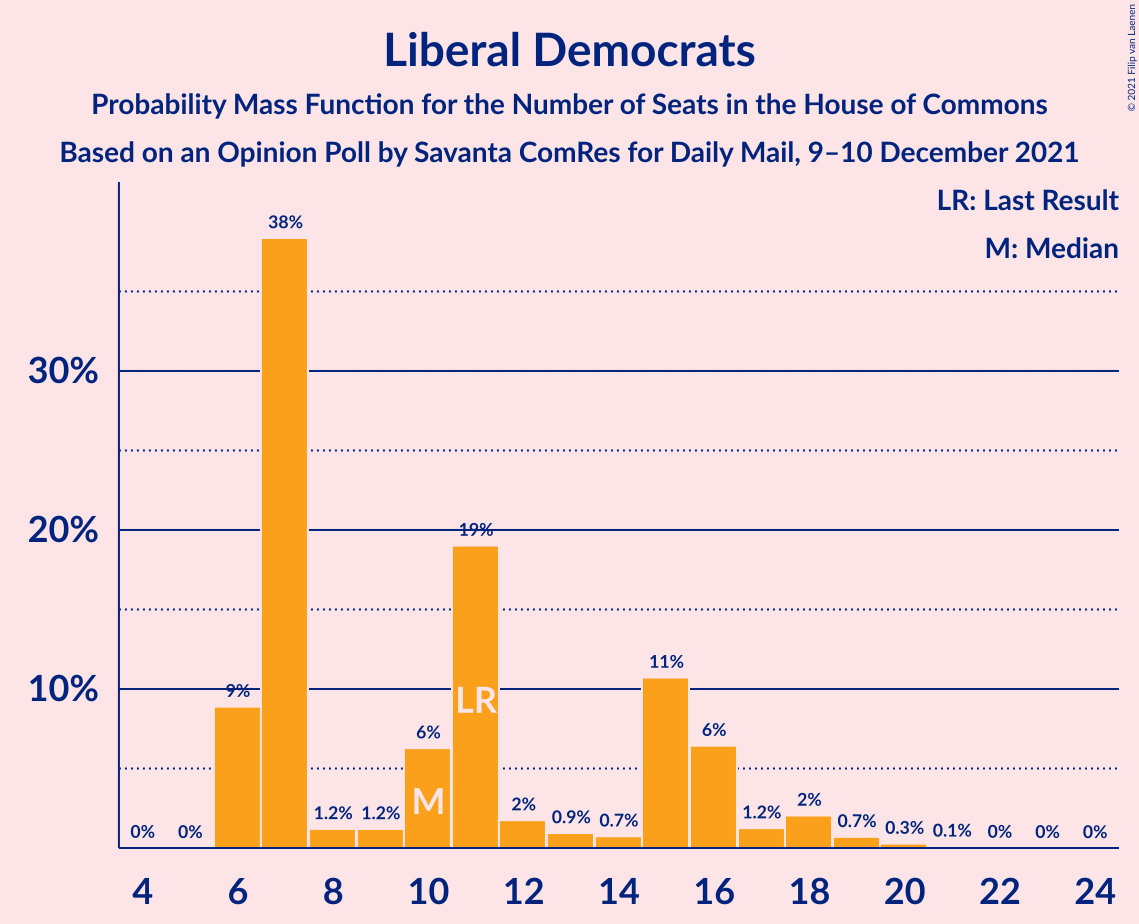 © 2021 Filip van Laenen
Liberal Democrats
Probability Mass Function for the Number of Seats in the House of Commons
Based on an Opinion Poll by Savanta ComRes for Daily Mail, 9–10 December 2021
LR: Last Result
M: Median
38%
30%
20%
19%
11%
10%
9%
LR
6%
6%
M
0%
0%
1.2%
1.2%
2%
0.9%
0.7%
1.2%
2%
0.7%
0.3%
0.1%
0%
0%
0%
4 6 8 10 12 14 16 18 20 22 24